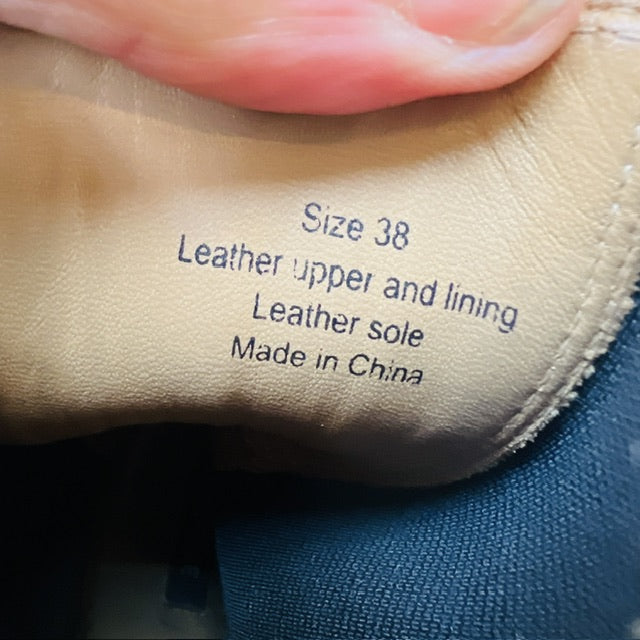 Size 38
Leather upper and lining
Leather sole
Made in China